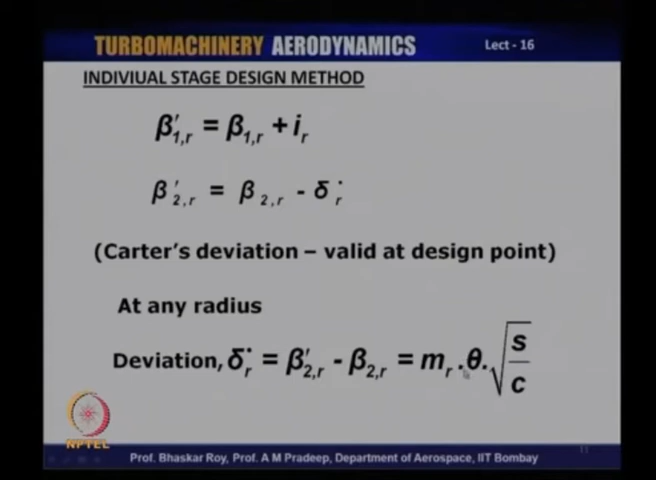 TURBOMACHINERY AERODYNAMICS Lect - 16
INDIVIUAL STAGE DESIGN METHOD
β′₁,ᵣ = β₁,ᵣ + iᵣ
β′₂,ᵣ = β₂,ᵣ - δ*ᵣ
(Carter's deviation – valid at design point)
At any radius
Deviation, δ*ᵣ = β′₂,ᵣ - β₂,ᵣ = mᵣ.θ.√(s/c)
NPTEL
Prof. Bhaskar Roy, Prof. A M Pradeep, Department of Aerospace, IIT Bombay
11